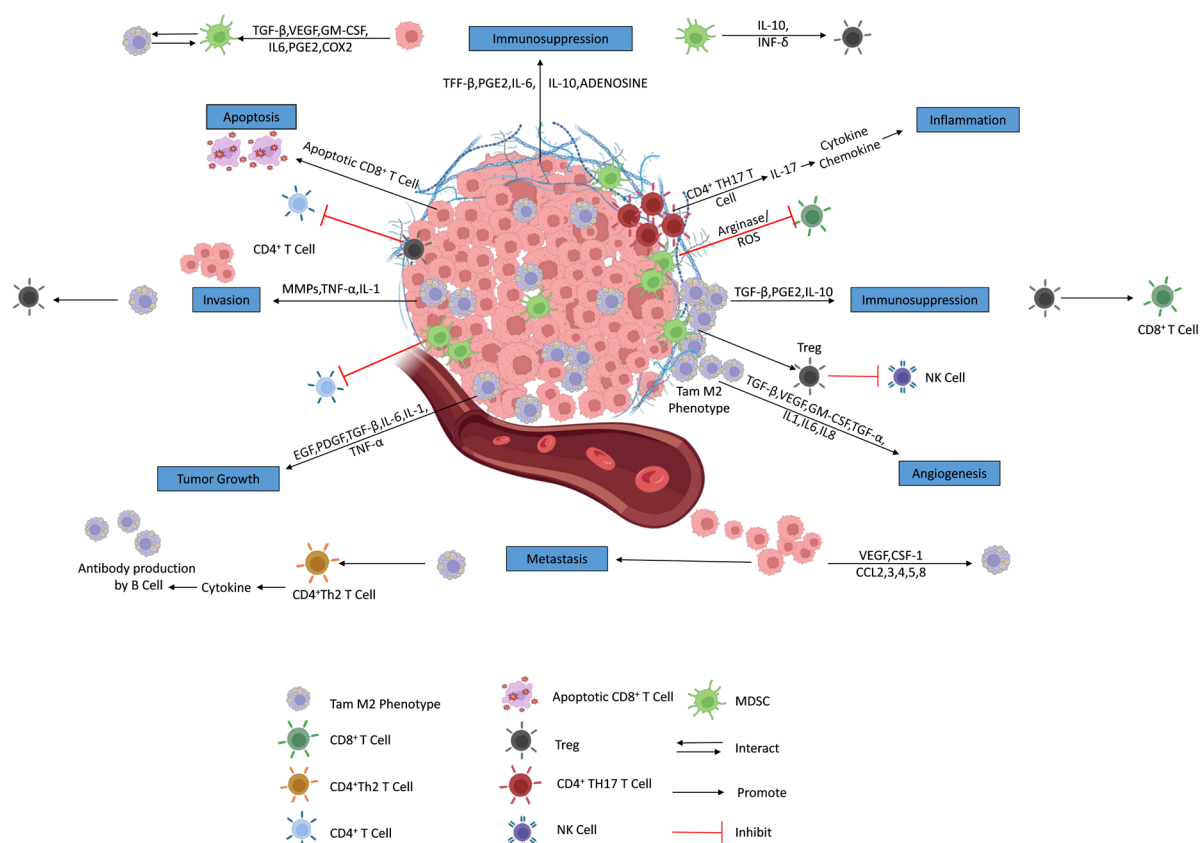 TGF-β,VEGF,GM-CSF,
IL6,PGE2,COX2
Immunosuppression
IL-10,
INF-δ
TFF-β,PGE2,IL-6,
IL-10,ADENOSINE
Apoptosis
Apoptotic CD8⁺ T Cell
Inflammation
Cytokine
Chemokine
IL-17
CD4⁺ TH17 T
Cell
Arginase/
ROS
CD4⁺ T Cell
Invasion
MMPs,TNF-α,IL-1
TGF-β,PGE2,IL-10
Immunosuppression
CD8⁺ T Cell
Treg
NK Cell
Tam M2
Phenotype
TGF-β,VEGF,GM-CSF,TGF-α,
IL1,IL6,IL8
EGF,PDGF,TGF-β,IL-6,IL-1,
TNF-α
Tumor Growth
Angiogenesis
Metastasis
VEGF,CSF-1
CCL2,3,4,5,8
Antibody production
by B Cell
Cytokine
CD4⁺Th2 T Cell
Tam M2 Phenotype
Apoptotic CD8⁺ T Cell
MDSC
CD8⁺ T Cell
Treg
Interact
CD4⁺Th2 T Cell
CD4⁺ TH17 T Cell
Promote
CD4⁺ T Cell
NK Cell
Inhibit